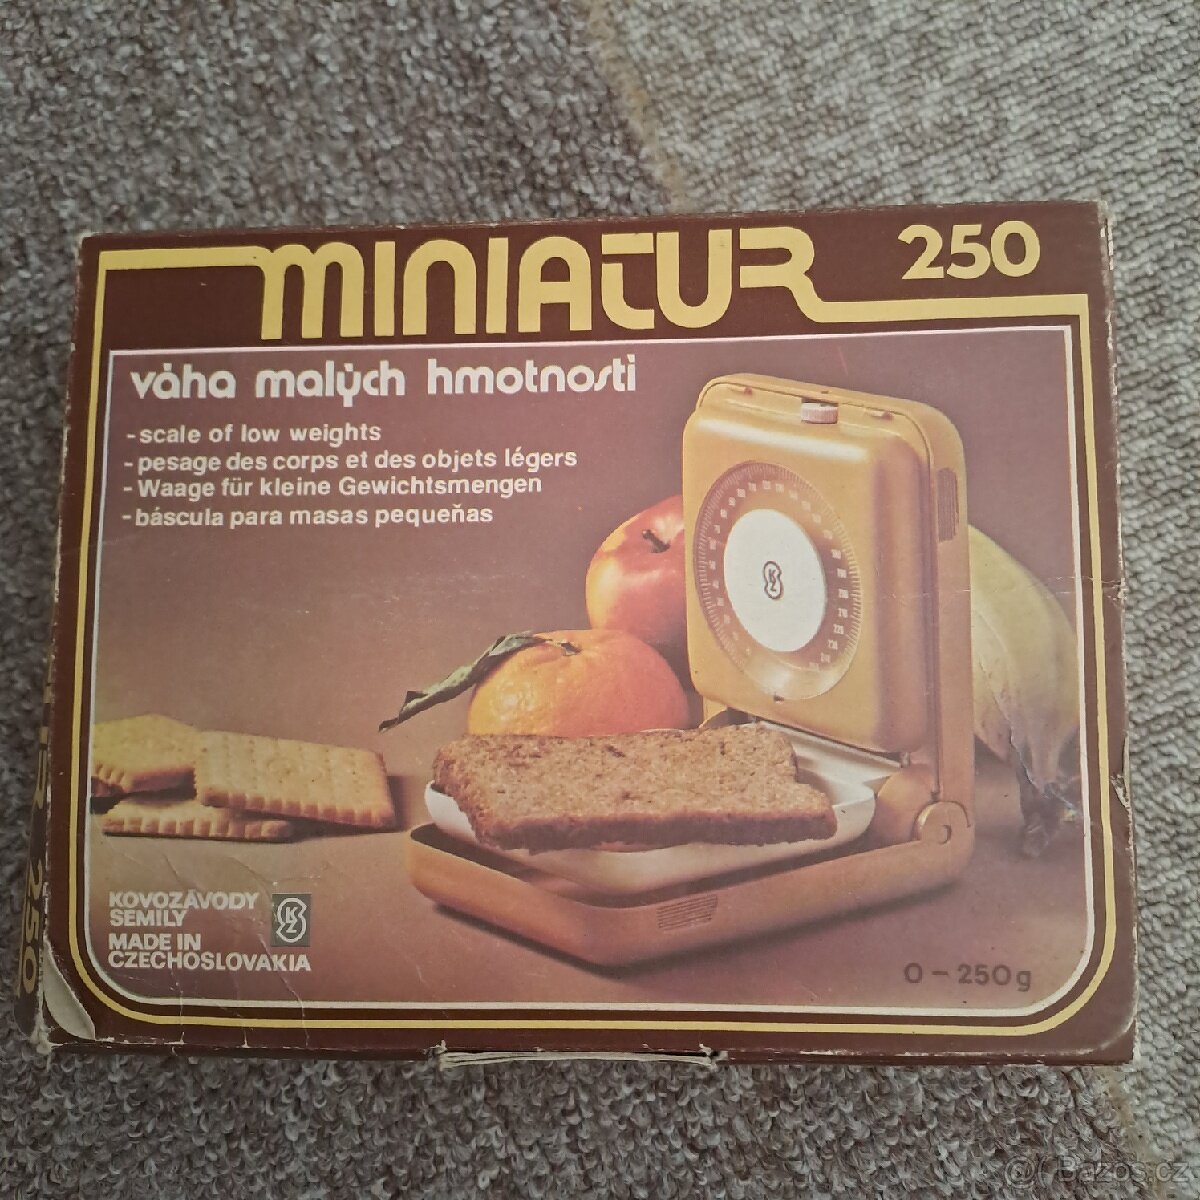 MINIATUR 250
váha malých hmotností
-scale of low weights
-pesage des corps et des objets légers
-Waage für kleine Gewichtsmengen
-báscula para masas pequeñas
KOVOZÁVODY
SEMILY
MADE IN
CZECHOSLOVAKIA
KZ
0-250g
250
Bazos.cz